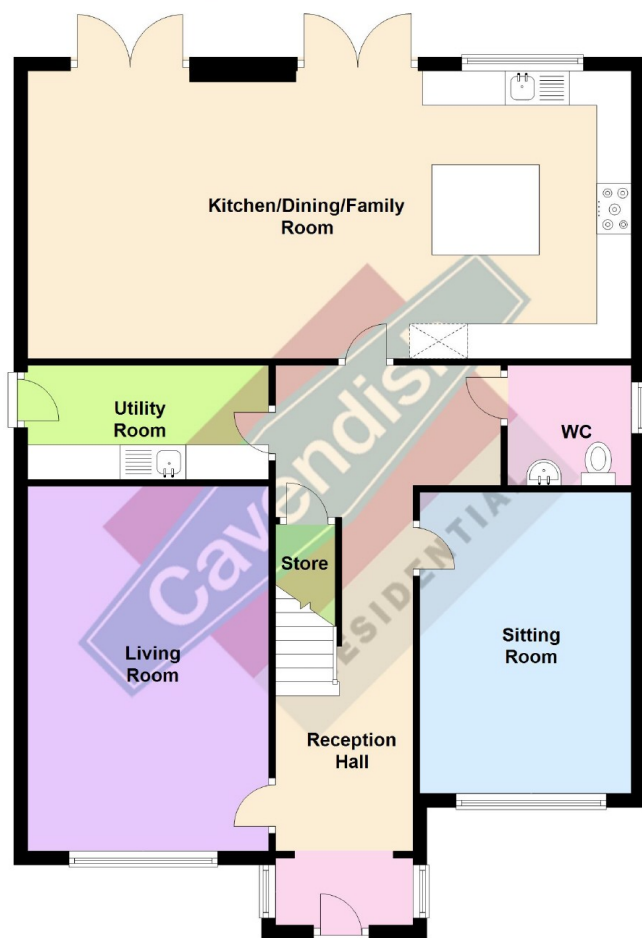 Kitchen/Dining/Family
Room
Utility
Room
WC
Store
Living
Room
Sitting
Room
Reception
Hall
Cavendish
RESIDENTIAL